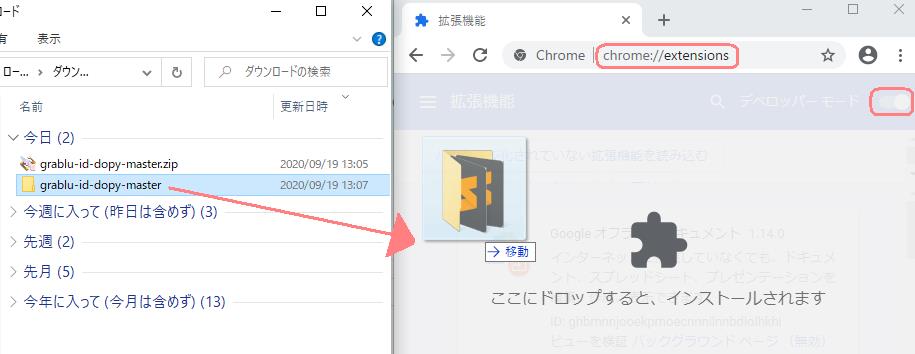 ロード
有
表示
ロー...
ダウン...
ダウンロードの検索
名前
更新日時
今日 (2)
grablu-id-dopy-master.zip
2020/09/19 13:05
grablu-id-dopy-master
2020/09/19 13:07
今週に入って (昨日は含めず) (3)
先週 (2)
先月 (5)
今年に入って (今月は含めず) (13)
拡張機能
Chrome
chrome://extensions
拡張機能
デベロッパー モード
化されていない拡張機能を読み込む
移動
Google オフラ
キュメント 1.14.0
インターネッ
していなくても、ドキュメ
ント、スプレッドシート、プレゼンテーションを
ここにドロップすると、インストールされます
ビューを検証 バックグラウンド ページ (無効)